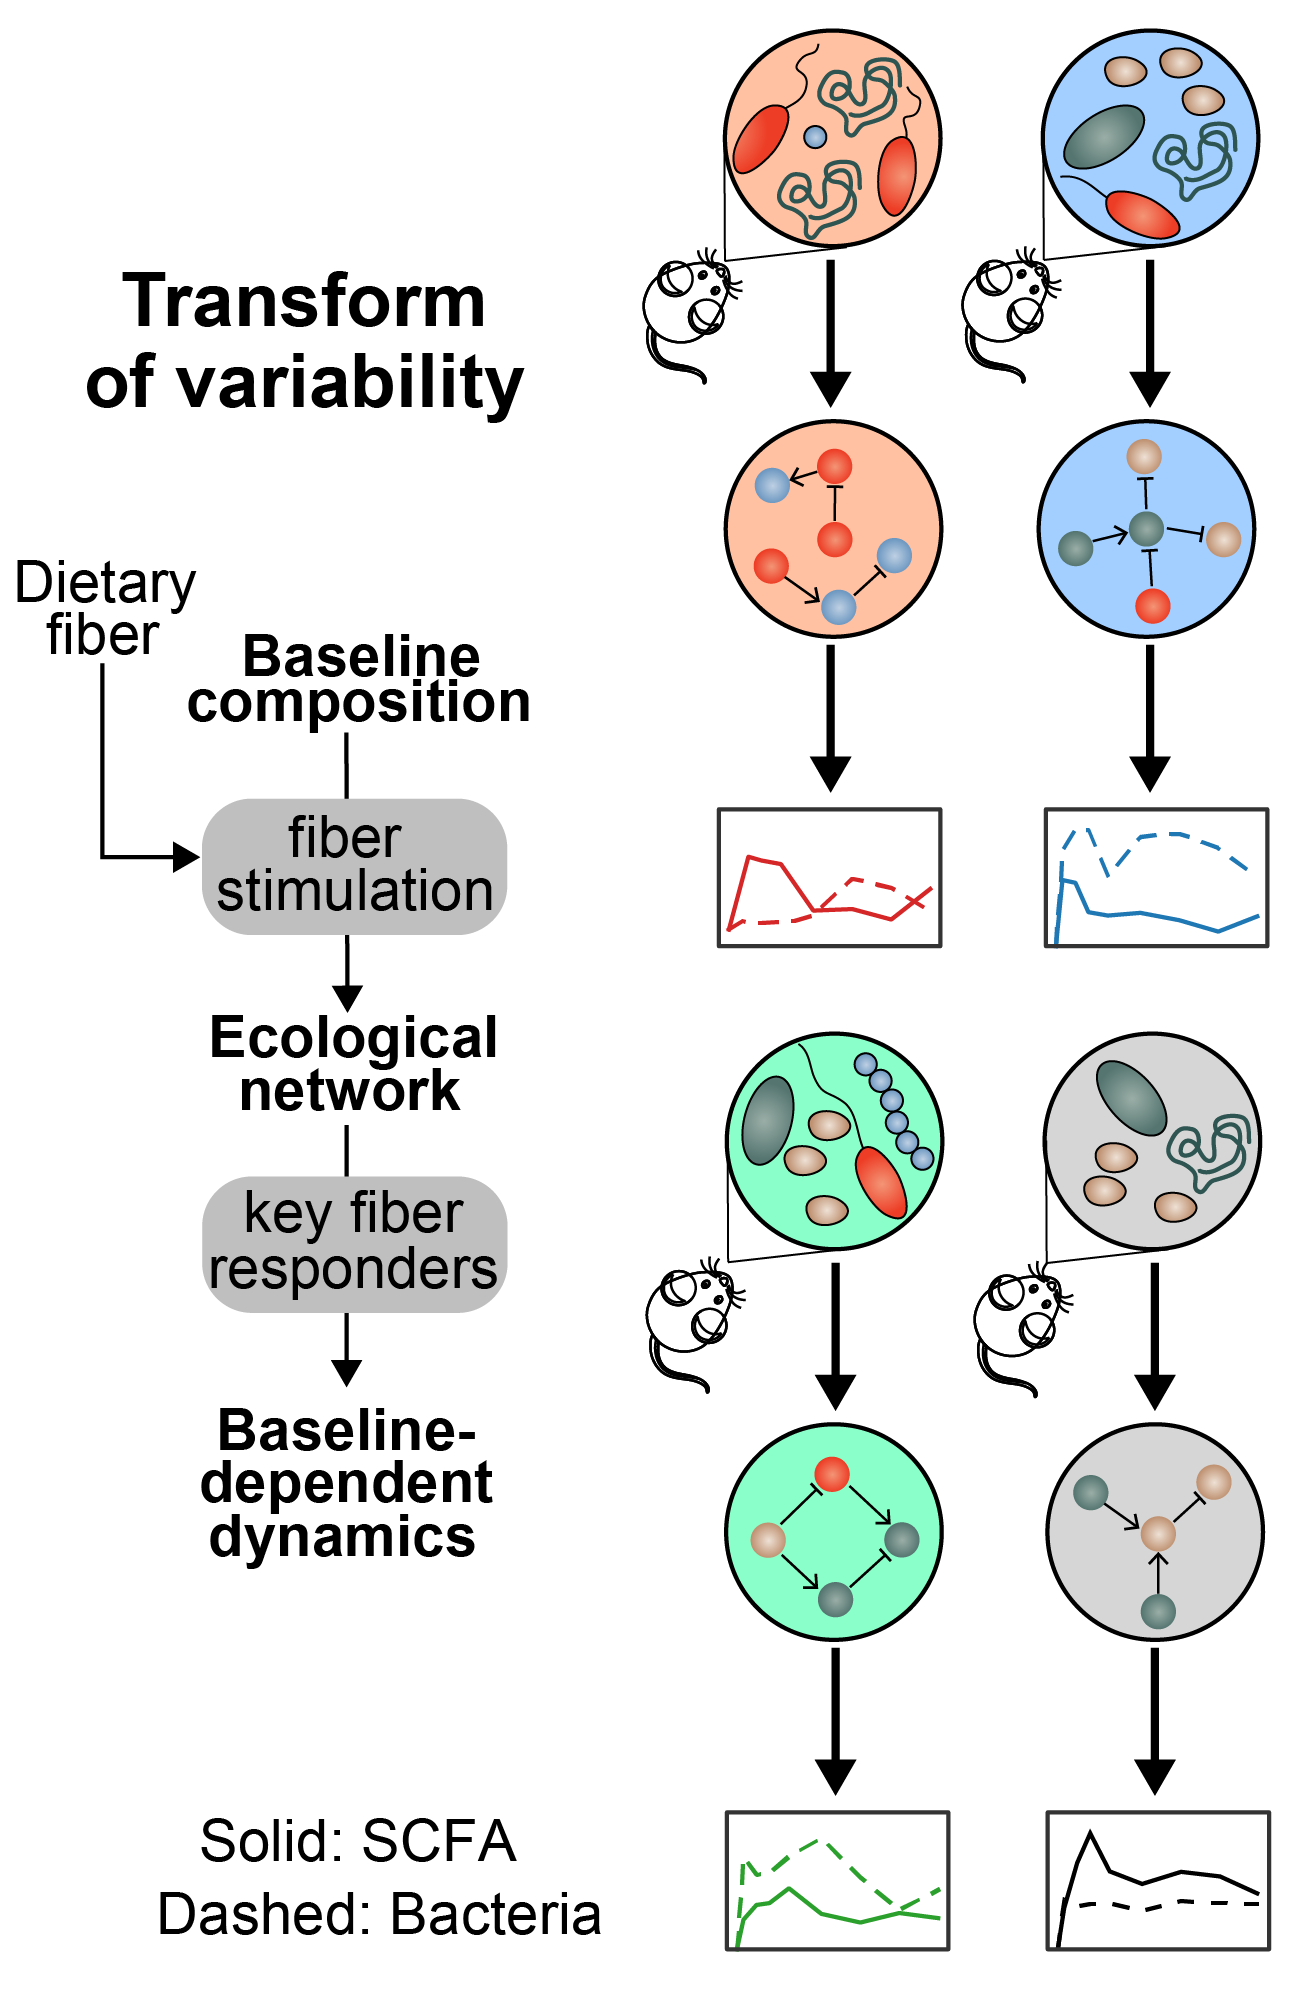 Transform
of variability
Dietary
fiber
Baseline
composition
fiber
stimulation
Ecological
network
key fiber
responders
Baseline-
dependent
dynamics
Solid: SCFA
Dashed: Bacteria